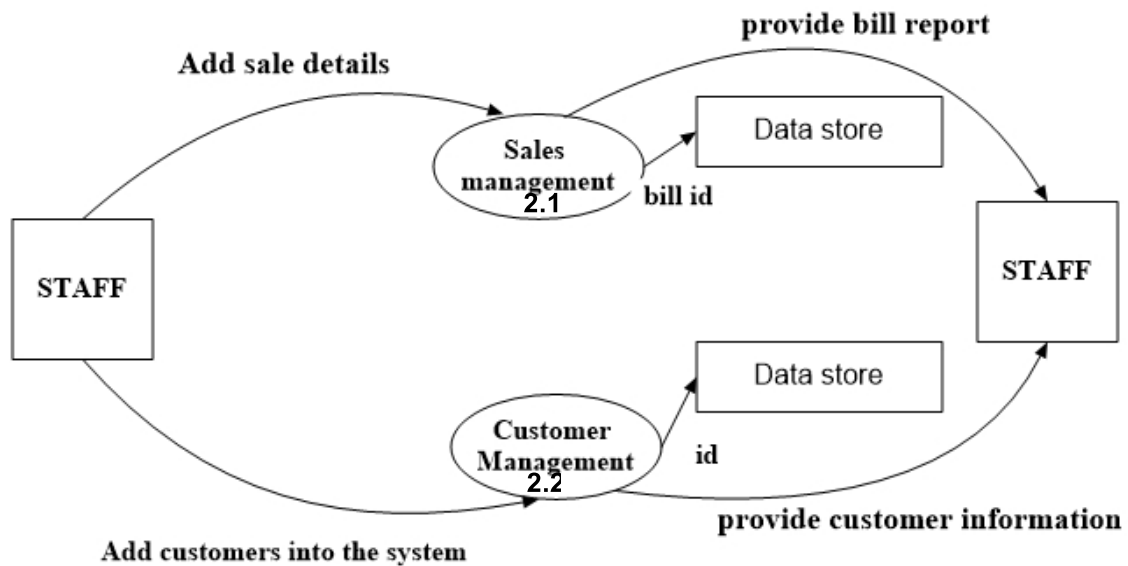 provide bill report
Add sale details
Data store
Sales
management
2.1
bill id
STAFF
STAFF
Data store
Customer
Management
2.2
id
provide customer information
Add customers into the system